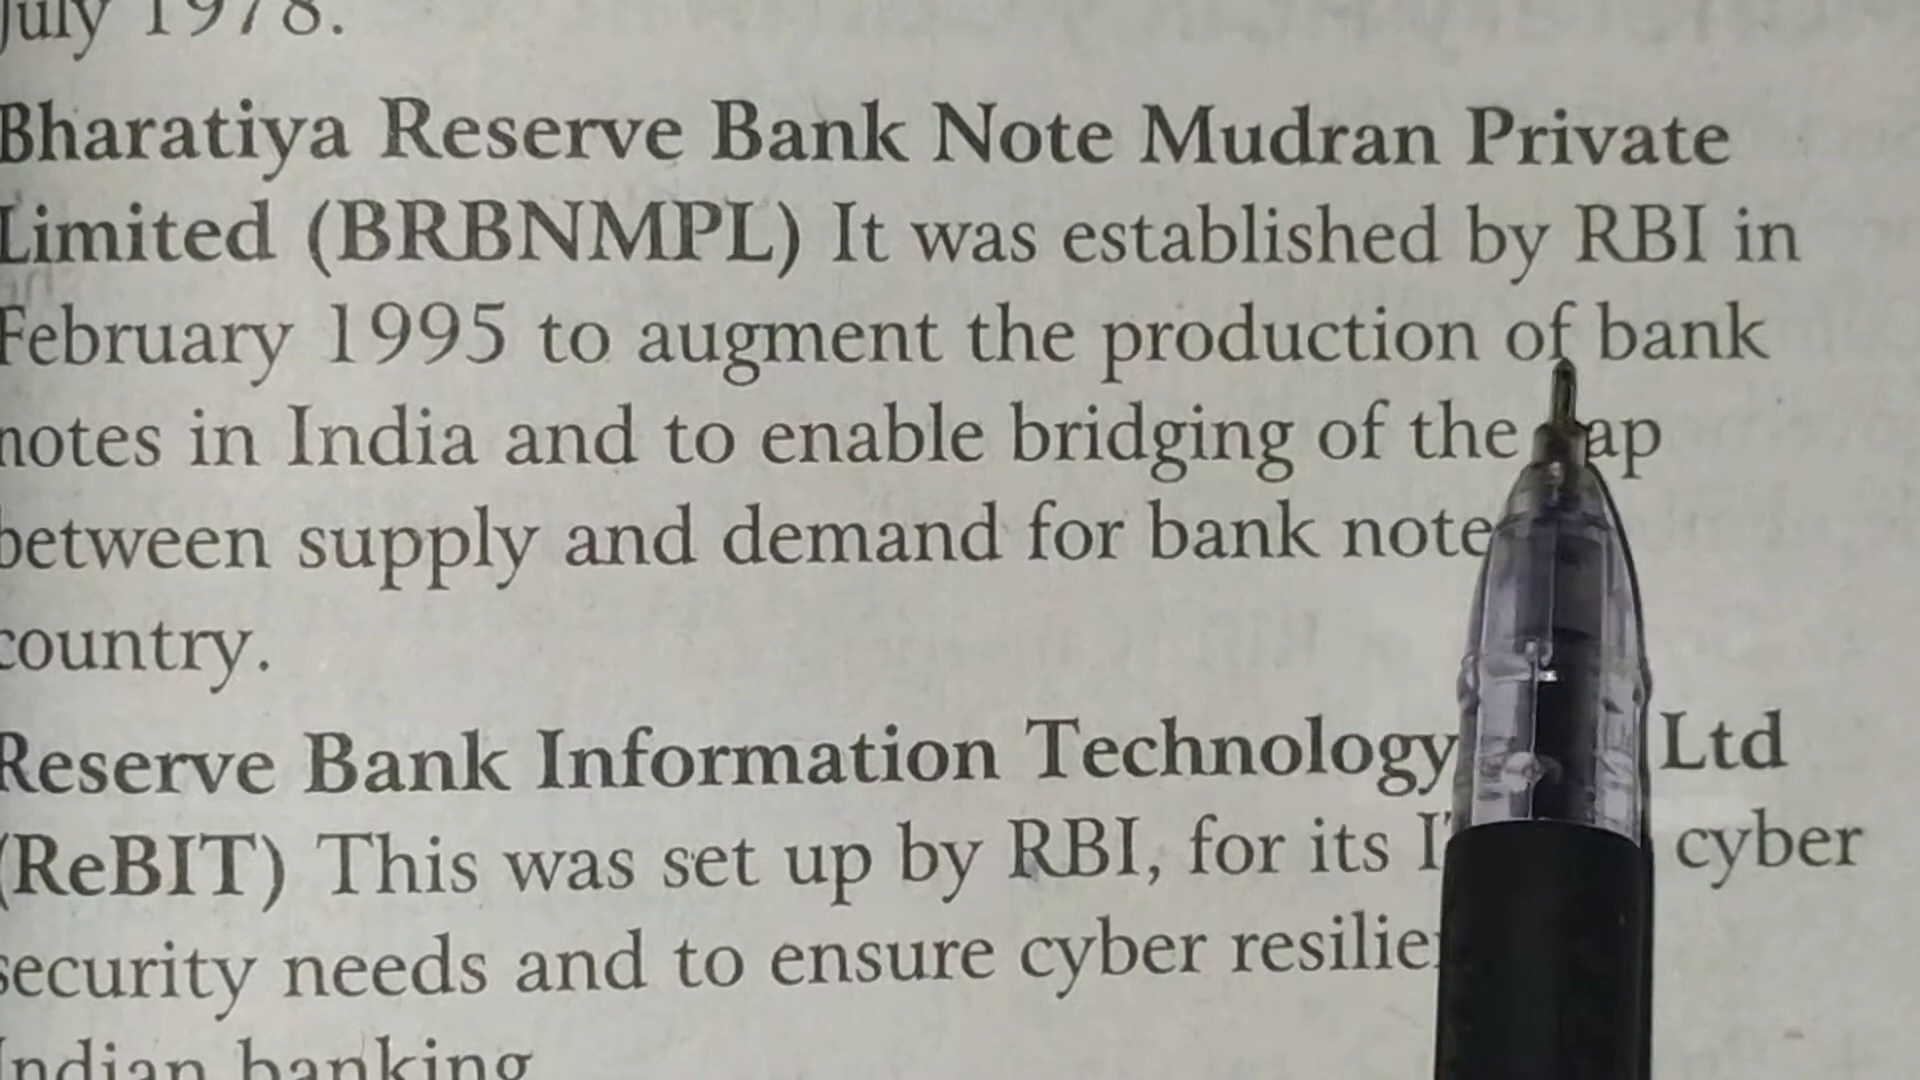 July 1978.
Bharatiya Reserve Bank Note Mudran Private
Limited (BRBNMPL) It was established by RBI in
February 1995 to augment the production of bank
notes in India and to enable bridging of the
between supply and demand for bank
country.
Reserve Bank Information Technology Ltd
(ReBIT) This was set up by RBI, for its cyber
security needs and to ensure cyber
Indian banking